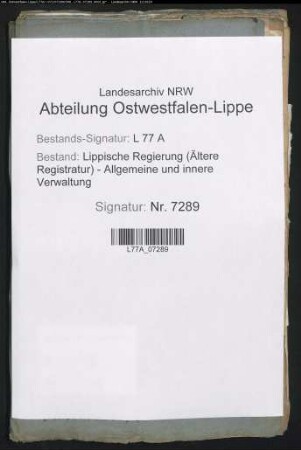 Landesarchiv NRW
Abteilung Ostwestfalen-Lippe
Bestands-Signatur: L 77 A
Bestand: Lippische Regierung (Ältere
Registratur) - Allgemeine und innere
Verwaltung
Signatur: Nr. 7289
L77A_07289